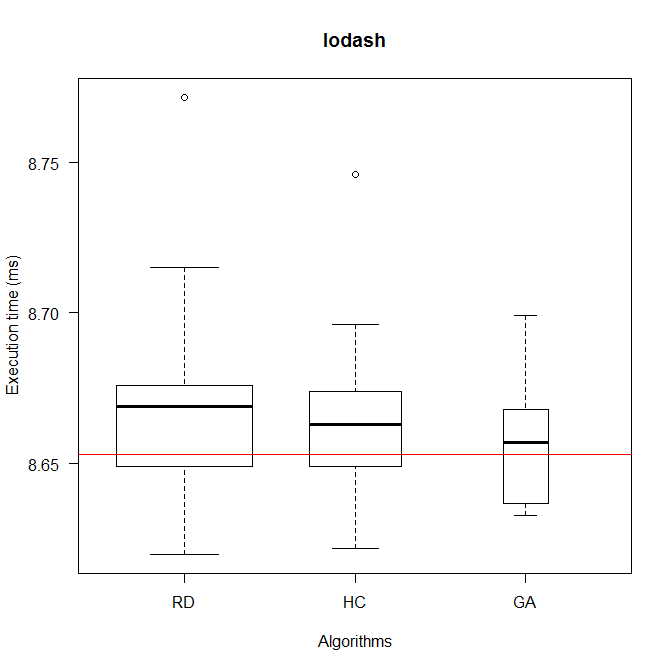 lodash
Execution time (ms)
8.75
8.70
8.65
RD HC GA
Algorithms